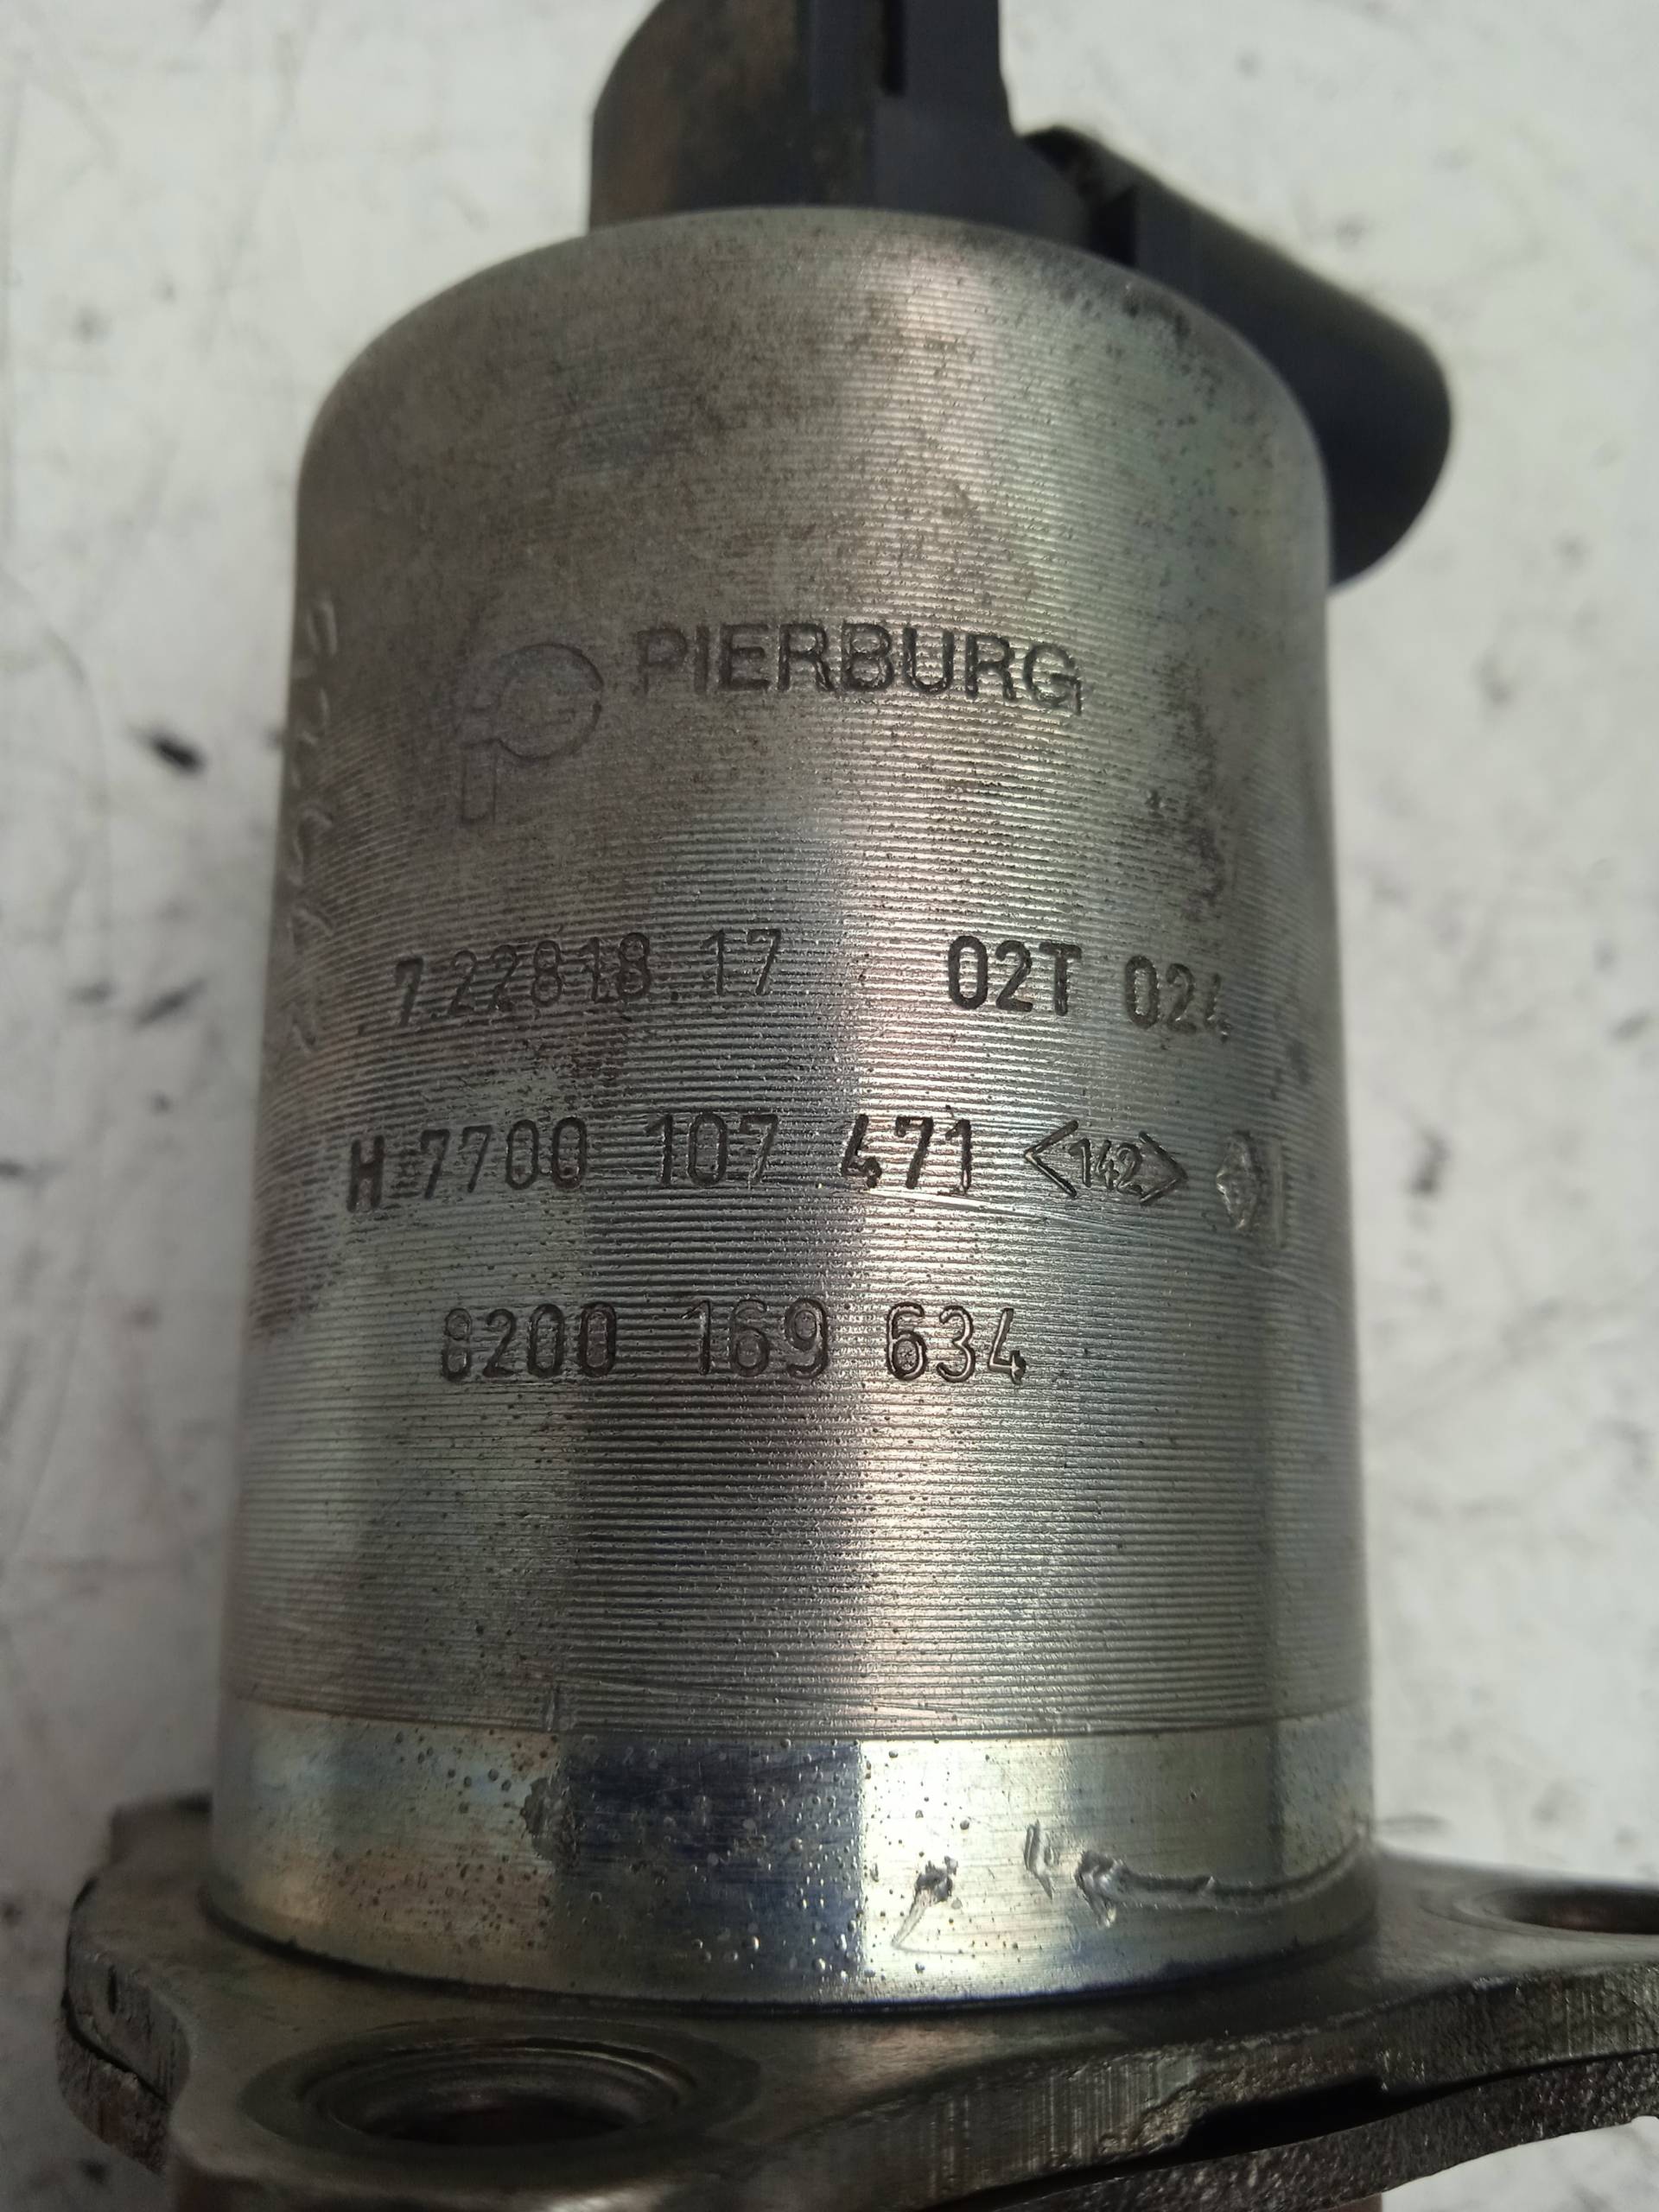 PIERBURG
7.22818.17 02T 024
H 7700 107 471 <142>
8200 169 634